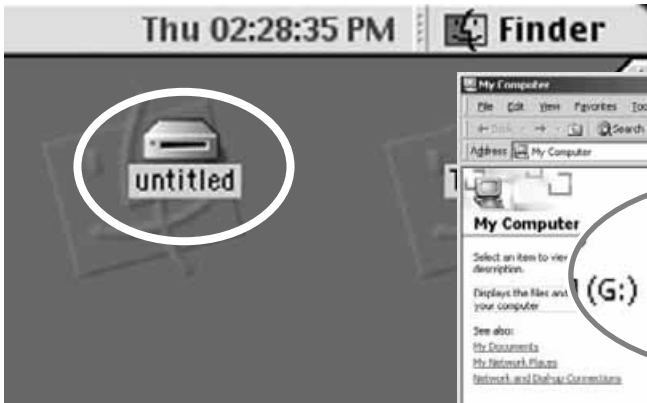 Thu 02:28:35 PM Finder
untitled
My Computer
File Edit View Favorites Too
Back Search
Address My Computer
My Computer
Select an item to view
description.
Displays the files and
your computer
(G:)
See also:
My Documents
My Network Places
Network and Dial-up Connections